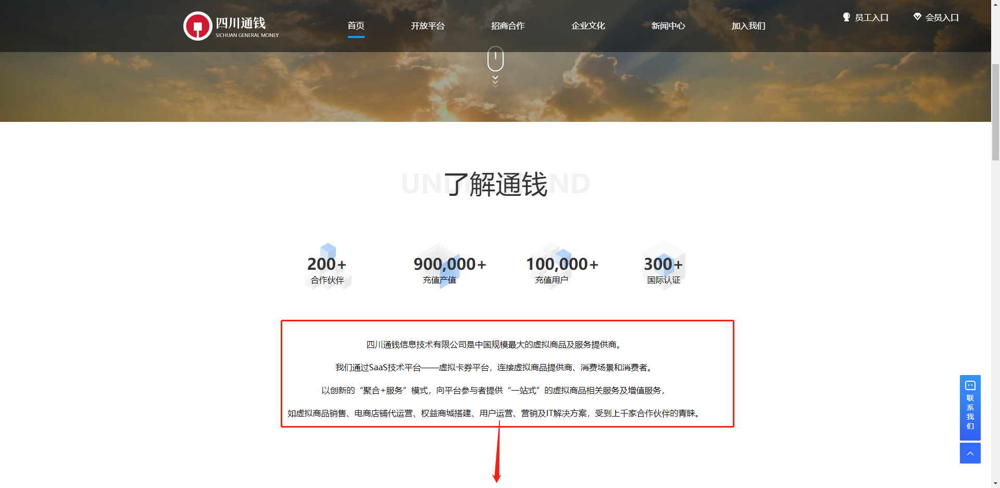 四川通钱
SICHUAN GENERAL MONEY
首页
开放平台
招商合作
企业文化
新闻中心
加入我们
员工入口
会员入口
了解通钱
200+
合作伙伴
900,000+
充值产值
100,000+
充值用户
300+
国际认证
四川通钱信息技术有限公司是中国规模最大的虚拟商品及服务提供商。
我们通过SaaS技术平台——虚拟卡券平台，连接虚拟商品提供商、消费场景和消费者。
以创新的“聚合+服务”模式，向平台参与者提供“一站式”的虚拟商品相关服务及增值服务，
如虚拟商品销售、电商店铺代运营、权益商城搭建、用户运营、营销及IT解决方案，受到上千家合作伙伴的青睐。
联系我们